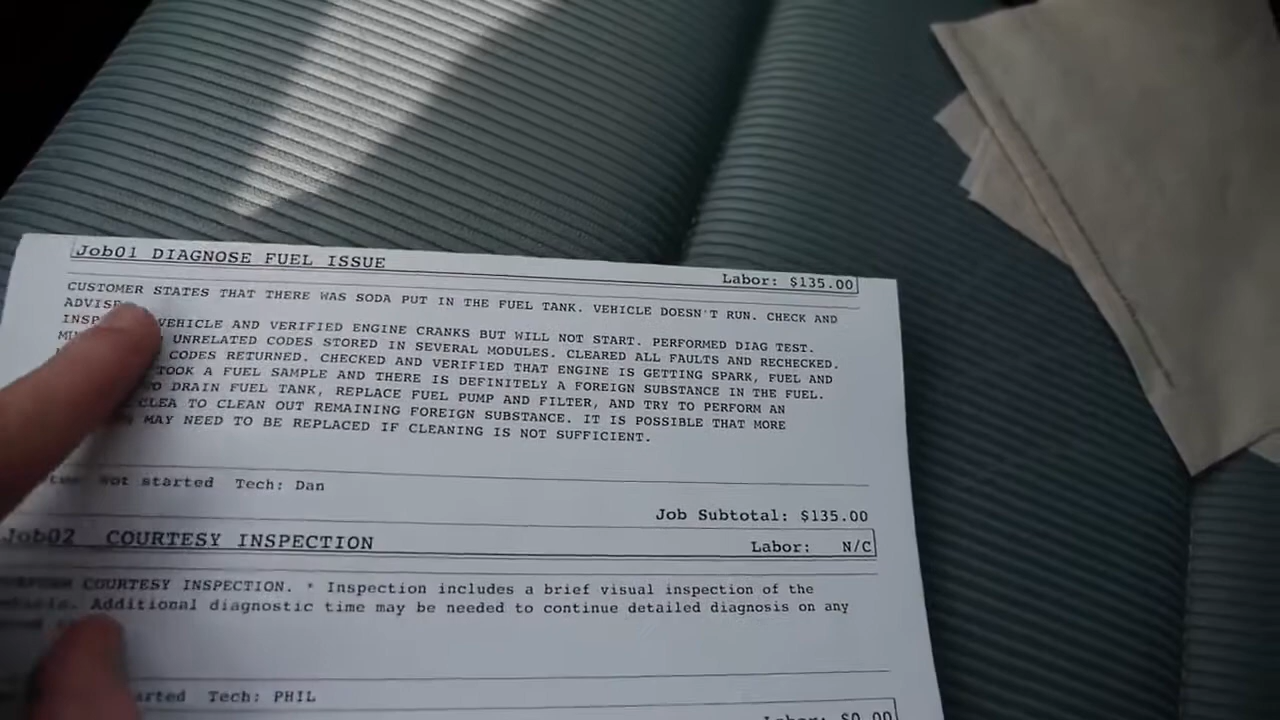 Job01 DIAGNOSE FUEL ISSUE
Labor: $135.00
CUSTOMER STATES THAT THERE WAS SODA PUT IN THE FUEL TANK. VEHICLE DOESN'T RUN. CHECK AND
ADVISE
VEHICLE AND VERIFIED ENGINE CRANKS BUT WILL NOT START. PERFORMED DIAG TEST.
UNRELATED CODES STORED IN SEVERAL MODULES. CLEARED ALL FAULTS AND RECHECKED.
CODES RETURNED. CHECKED AND VERIFIED THAT ENGINE IS GETTING SPARK, FUEL AND
TOOK A FUEL SAMPLE AND THERE IS DEFINITELY A FOREIGN SUBSTANCE IN THE FUEL.
DRAIN FUEL TANK, REPLACE FUEL PUMP AND FILTER, AND TRY TO PERFORM AN
CLEA TO CLEAN OUT REMAINING FOREIGN SUBSTANCE. IT IS POSSIBLE THAT MORE
MAY NEED TO BE REPLACED IF CLEANING IS NOT SUFFICIENT.
not started Tech: Dan
Job Subtotal: $135.00
Job02 COURTESY INSPECTION
Labor: N/C
COURTESY INSPECTION. * Inspection includes a brief visual inspection of the
Additional diagnostic time may be needed to continue detailed diagnosis on any
arted Tech: PHIL
Labor: $0.00